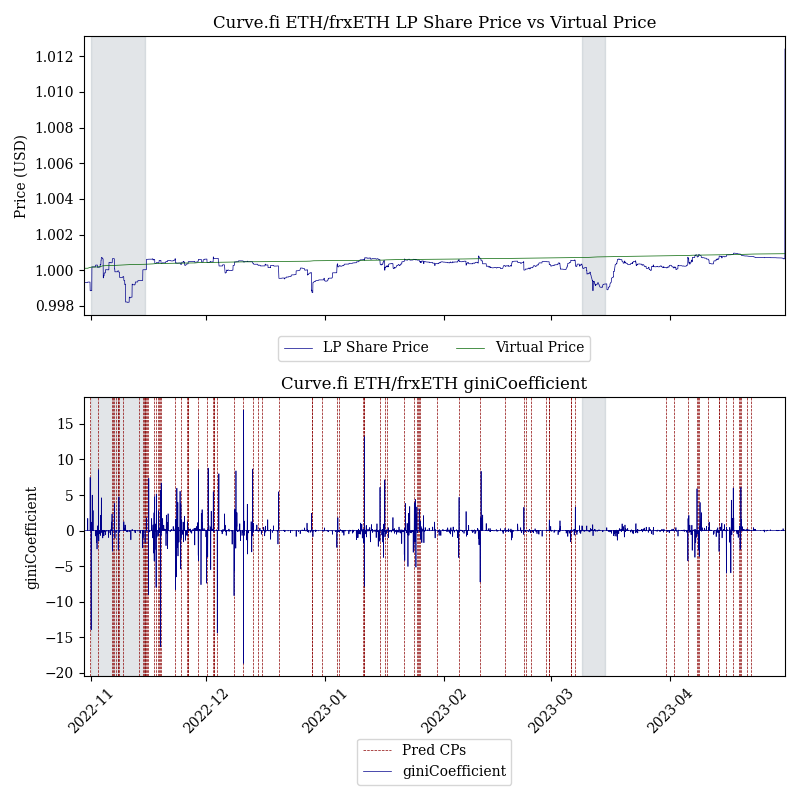 Curve.fi ETH/frxETH LP Share Price vs Virtual Price
Price (USD)
1.012
1.010
1.008
1.006
1.004
1.002
1.000
0.998
LP Share Price
Virtual Price
Curve.fi ETH/frxETH giniCoefficient
giniCoefficient
15
10
5
0
−5
−10
−15
−20
2022-11
2022-12
2023-01
2023-02
2023-03
2023-04
Pred CPs
giniCoefficient